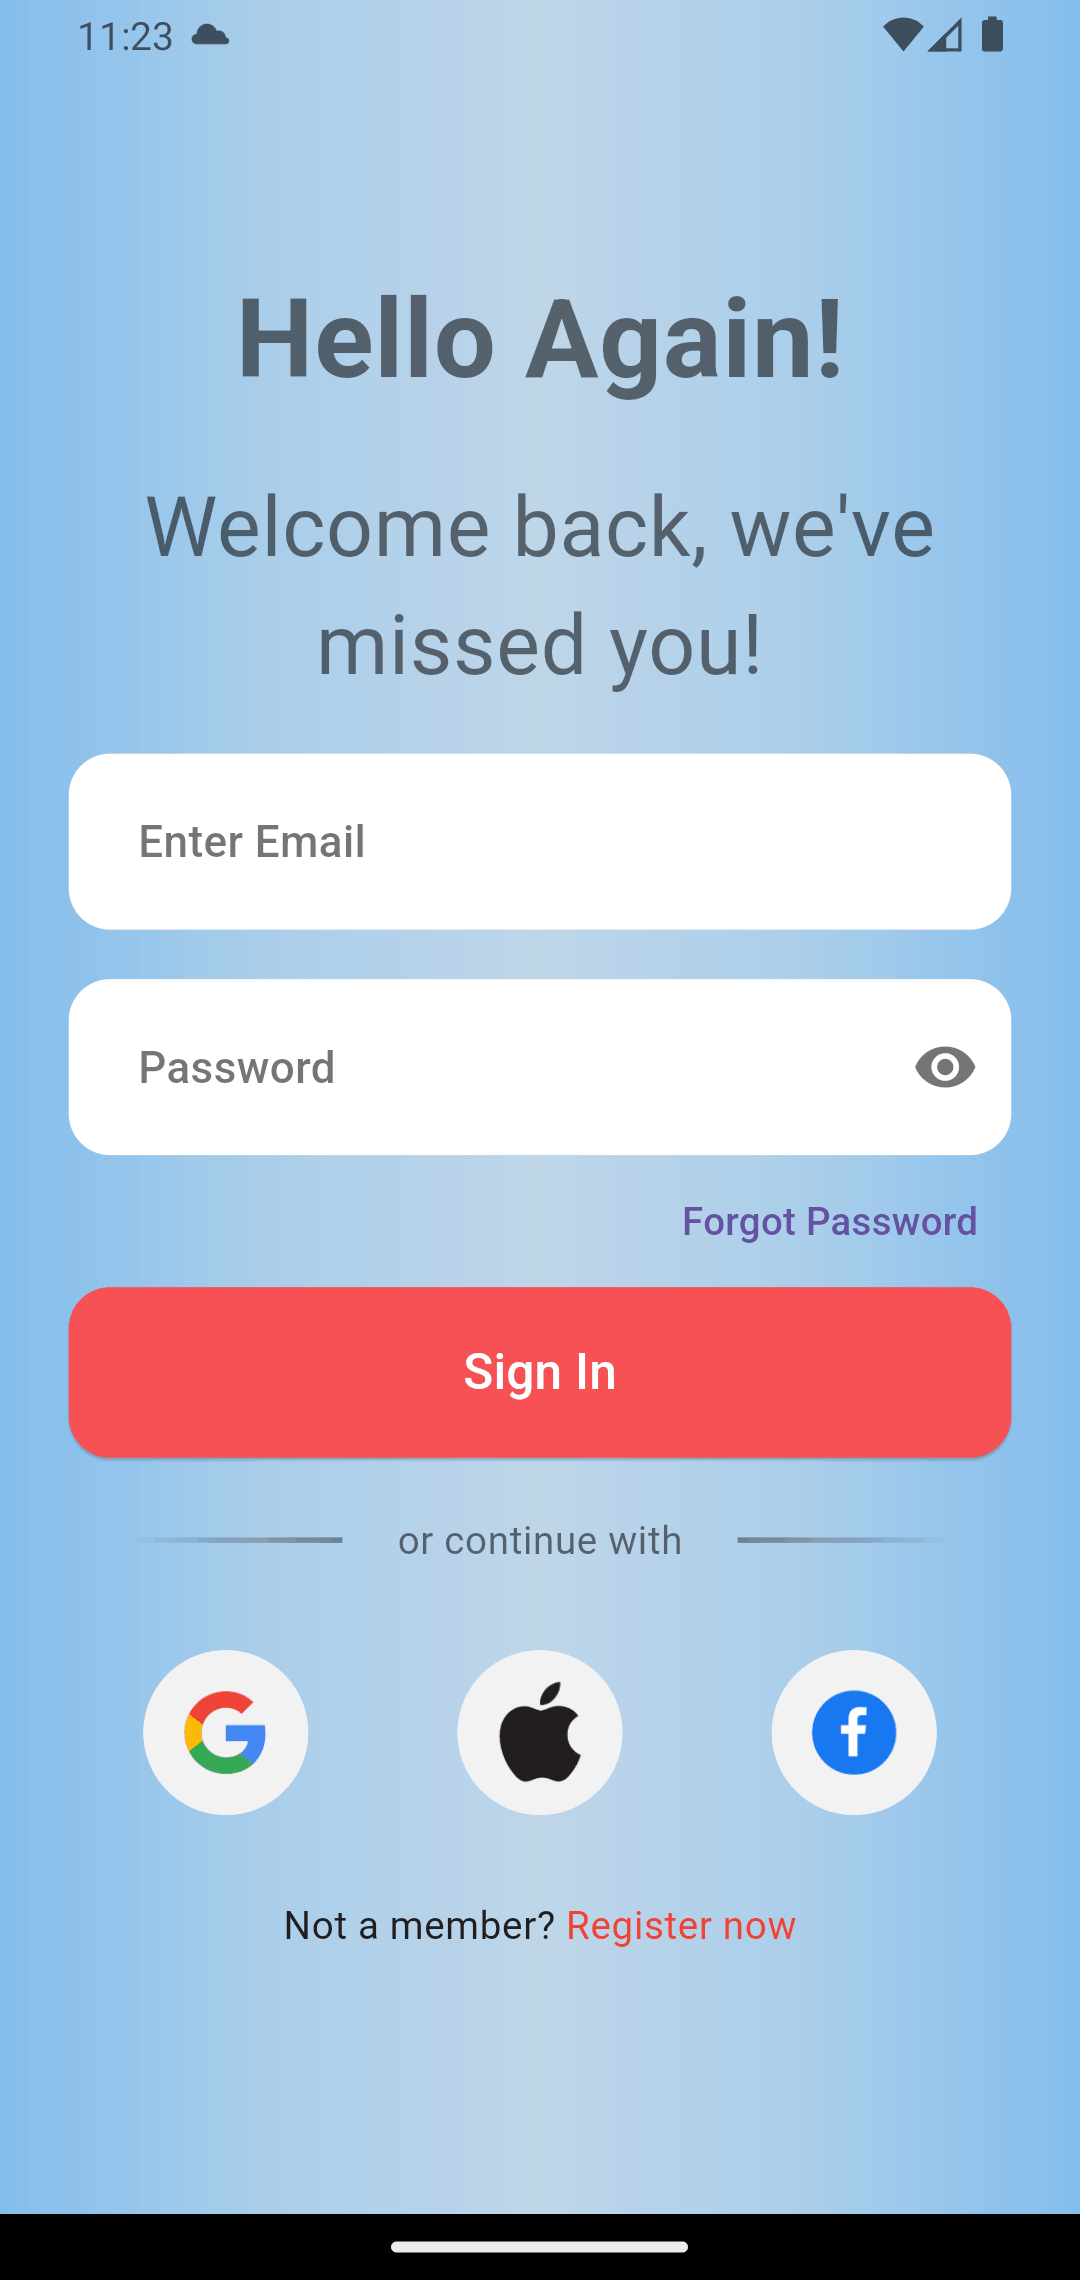 11:23
Hello Again!
Welcome back, we've
missed you!
Enter Email
Password
Forgot Password
Sign In
or continue with
Not a member? Register now